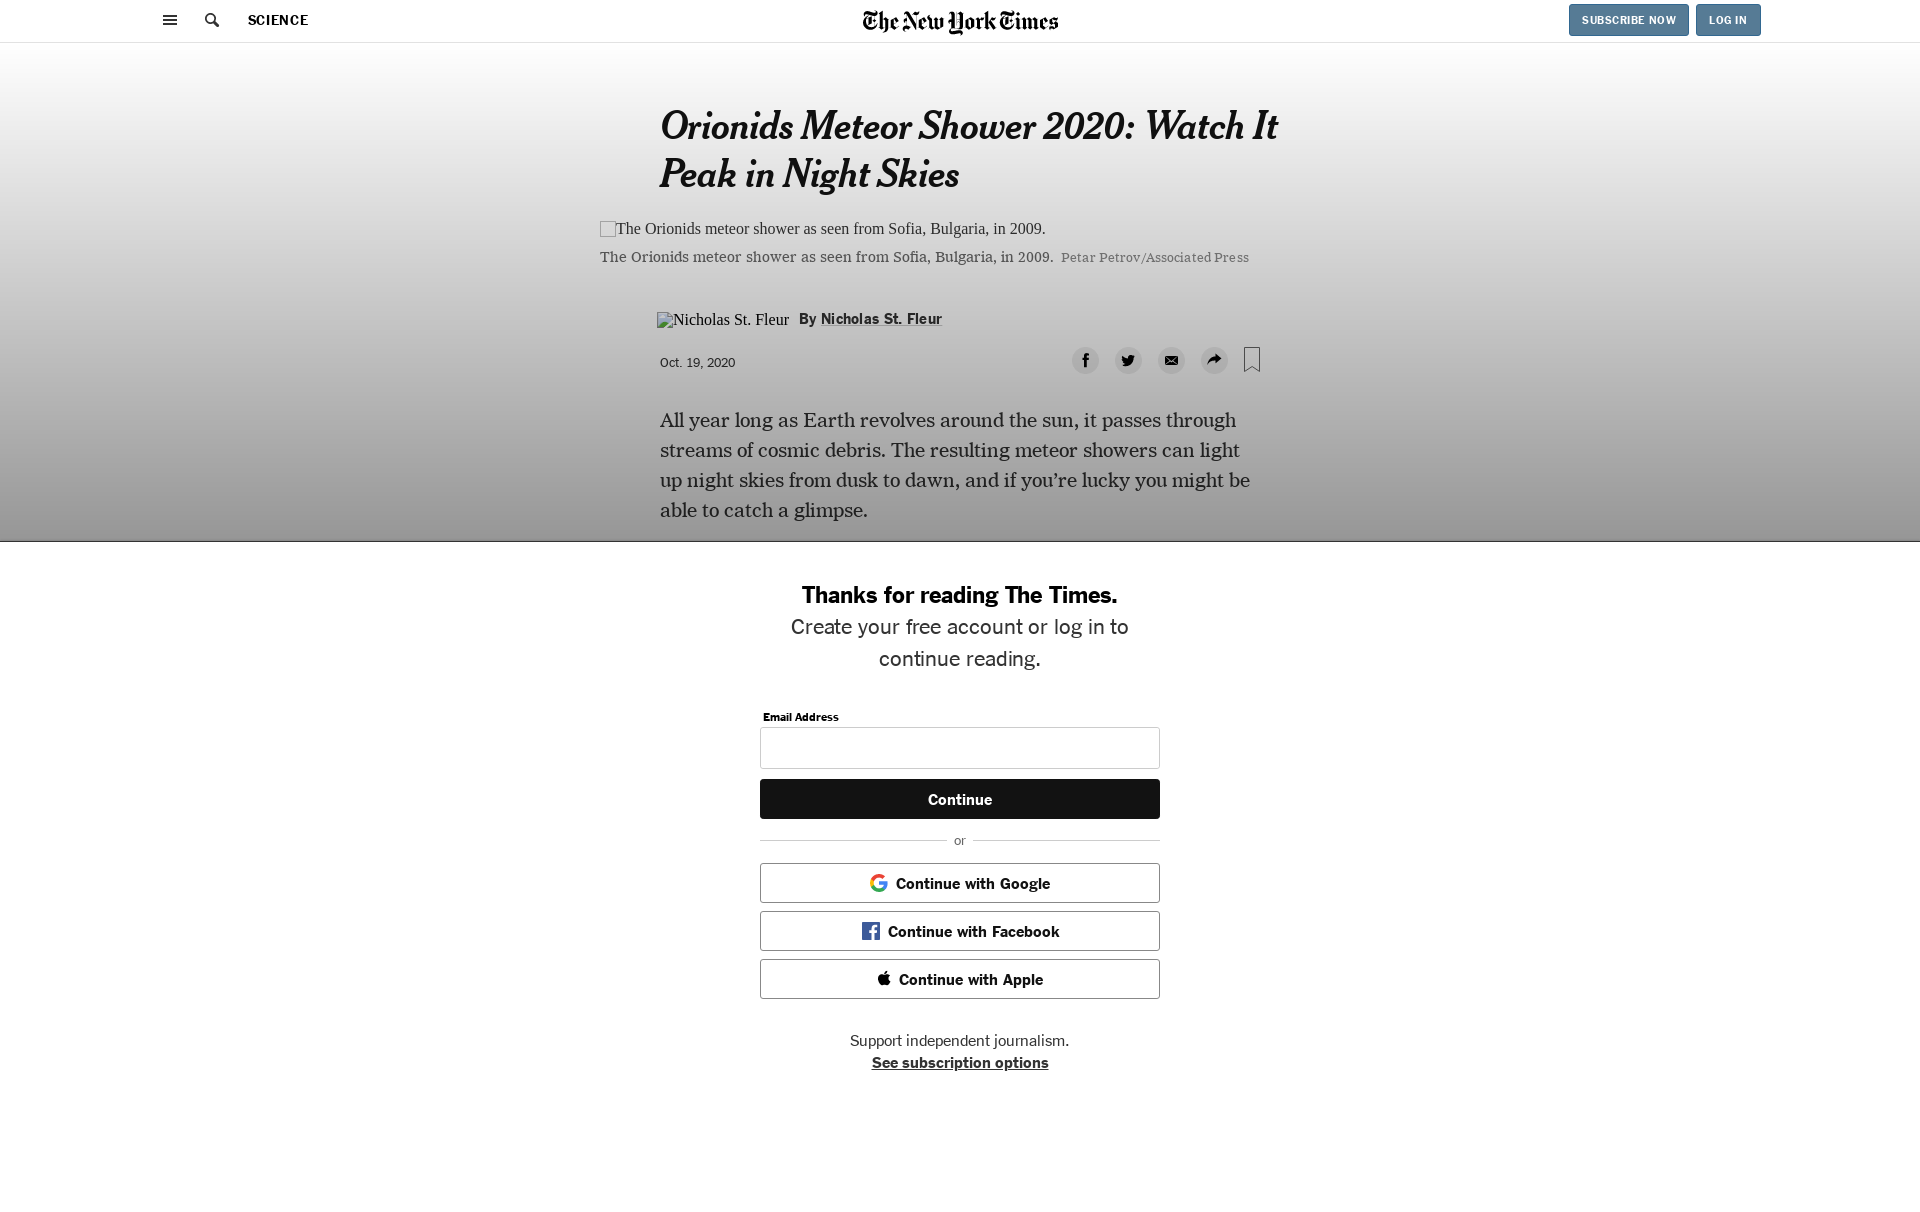 SCIENCE
The New York Times
SUBSCRIBE NOW
LOG IN
Orionids Meteor Shower 2020: Watch It
Peak in Night Skies
The Orionids meteor shower as seen from Sofia, Bulgaria, in 2009.
The Orionids meteor shower as seen from Sofia, Bulgaria, in 2009. Petar Petrov/Associated Press
Nicholas St. Fleur By Nicholas St. Fleur
Oct. 19, 2020
All year long as Earth revolves around the sun, it passes through
streams of cosmic debris. The resulting meteor showers can light
up night skies from dusk to dawn, and if you’re lucky you might be
able to catch a glimpse.
Thanks for reading The Times.
Create your free account or log in to
continue reading.
Email Address
Continue
or
Continue with Google
Continue with Facebook
Continue with Apple
Support independent journalism.
See subscription options